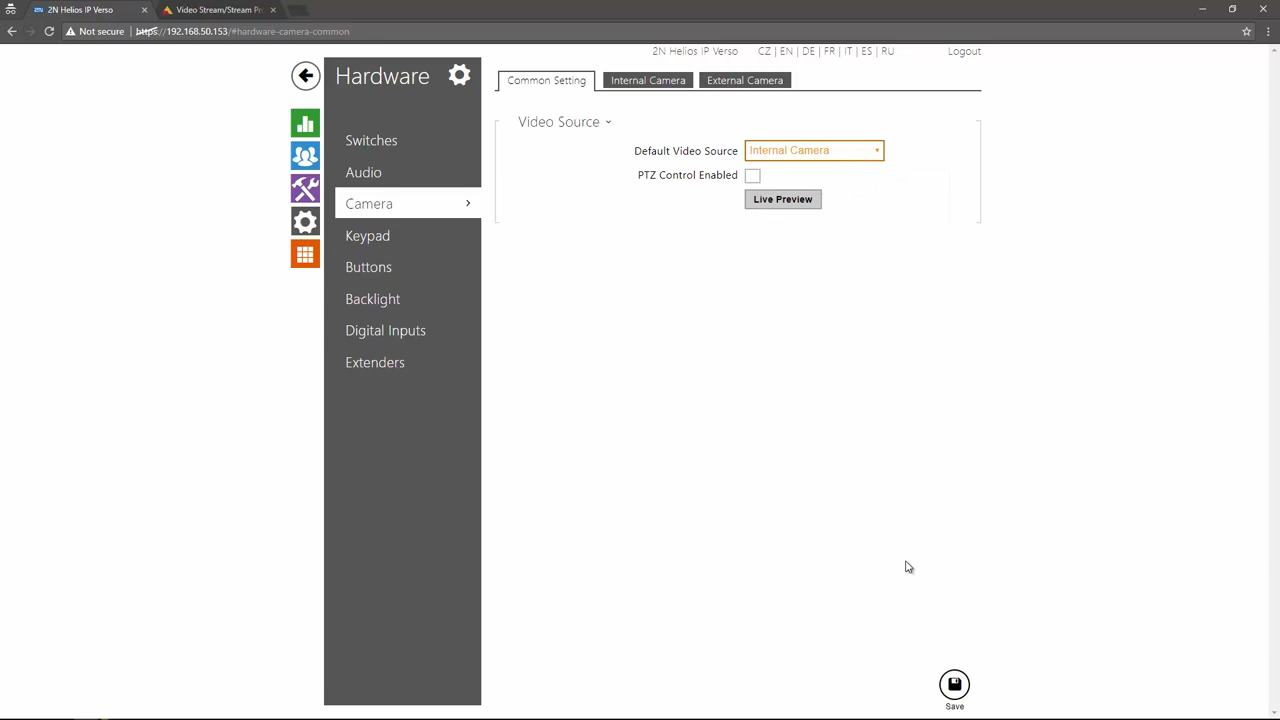 2N Helios IP Verso
Video Stream/Stream Pr
Not secure
https://192.168.50.153/#hardware-camera-common
2N Helios IP Verso
CZ | EN | DE | FR | IT | ES | RU
Logout
Hardware
Common Setting
Internal Camera
External Camera
Video Source
Switches
Default Video Source
Internal Camera
Audio
PTZ Control Enabled
Live Preview
Camera
Keypad
Buttons
Backlight
Digital Inputs
Extenders
Save